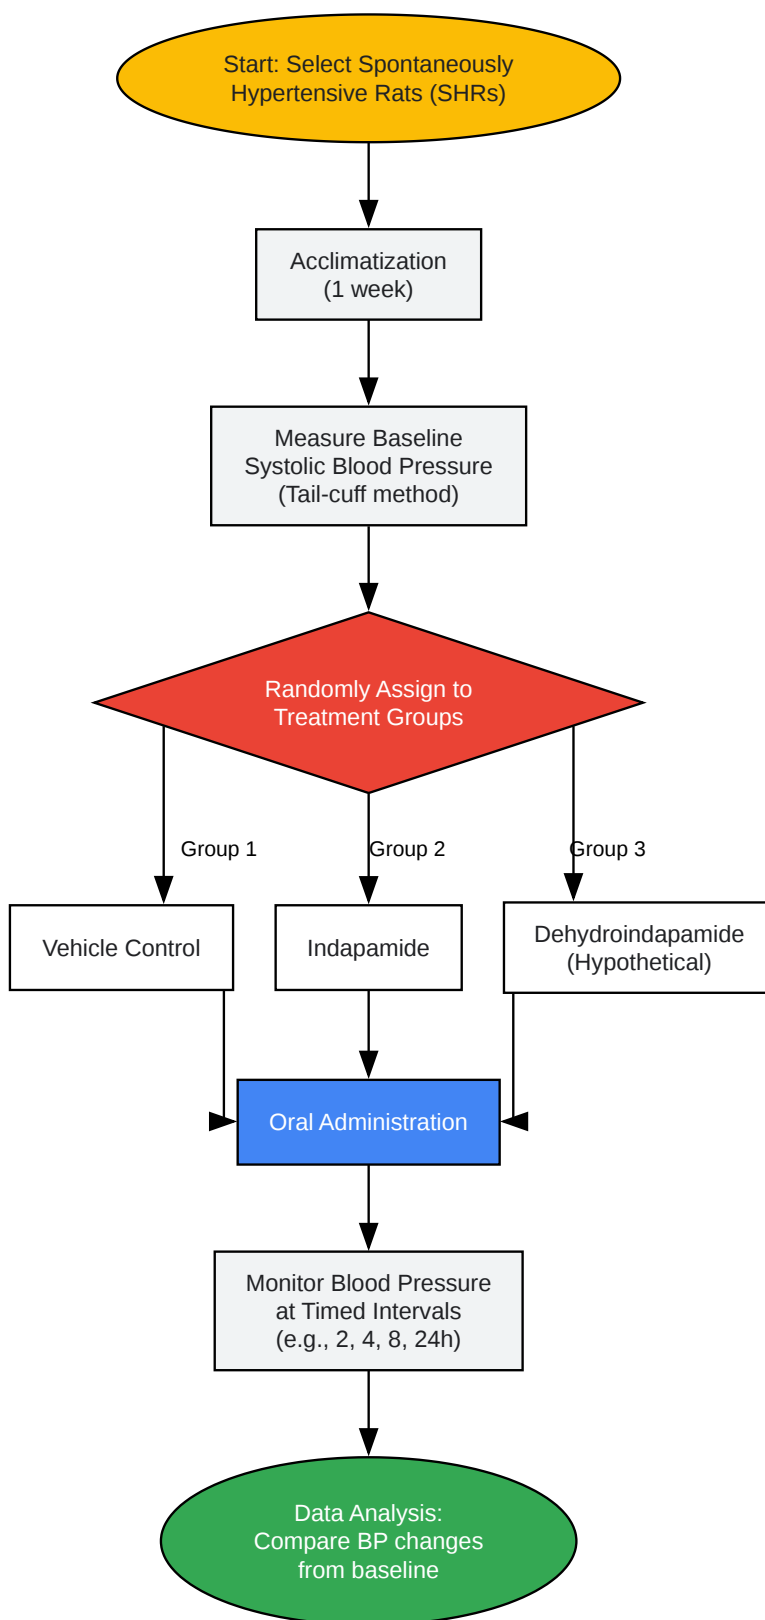 Start: Select Spontaneously
Hypertensive Rats (SHRs)
Acclimatization
(1 week)
Measure Baseline
Systolic Blood Pressure
(Tail-cuff method)
Randomly Assign to
Treatment Groups
Group 1
Group 2
Group 3
Vehicle Control
Indapamide
Dehydroindapamide
(Hypothetical)
Oral Administration
Monitor Blood Pressure
at Timed Intervals
(e.g., 2, 4, 8, 24h)
Data Analysis:
Compare BP changes
from baseline